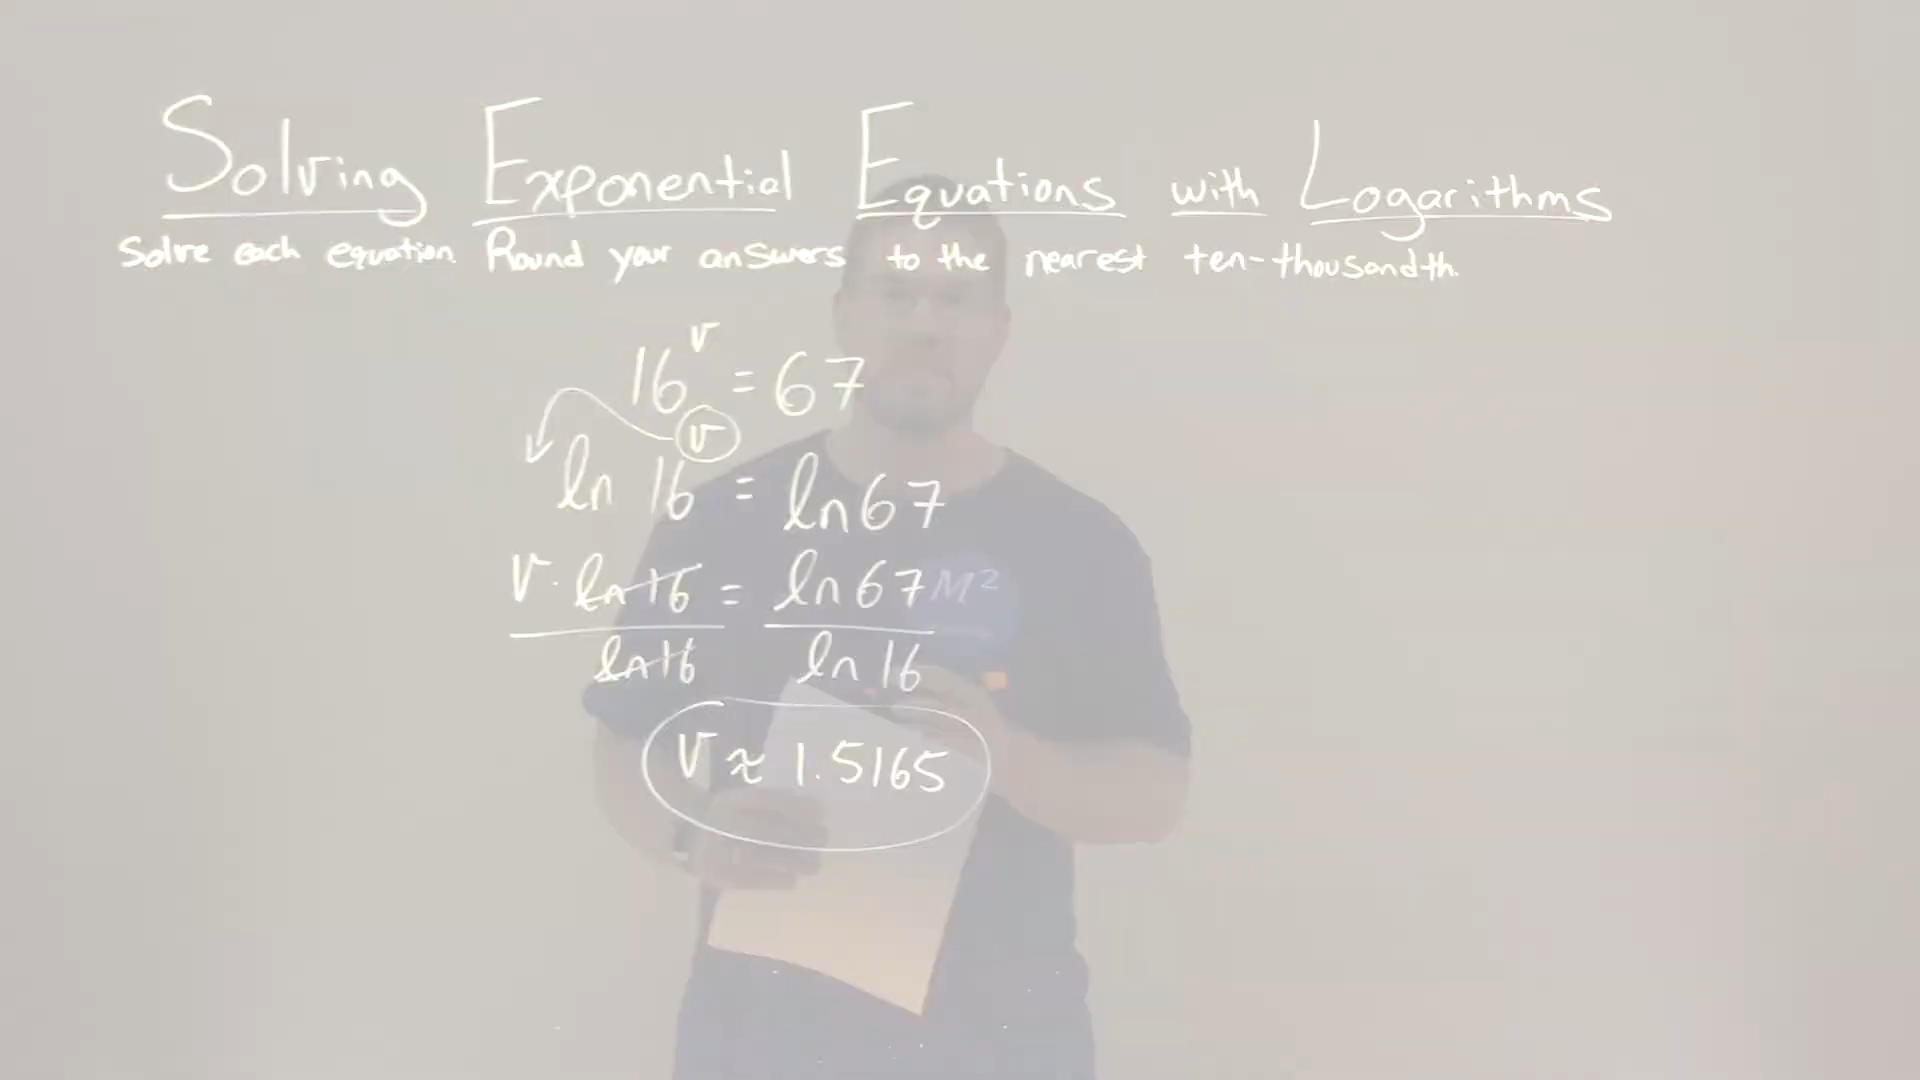 Solving Exponential Equations with Logarithms
Solve each equation. Round your answers to the nearest ten-thousandth.
16^v = 67
ln 16^v = ln 67
v · ln 16 = ln 67
ln 16 ln 16
v ≈ 1.5165
M²